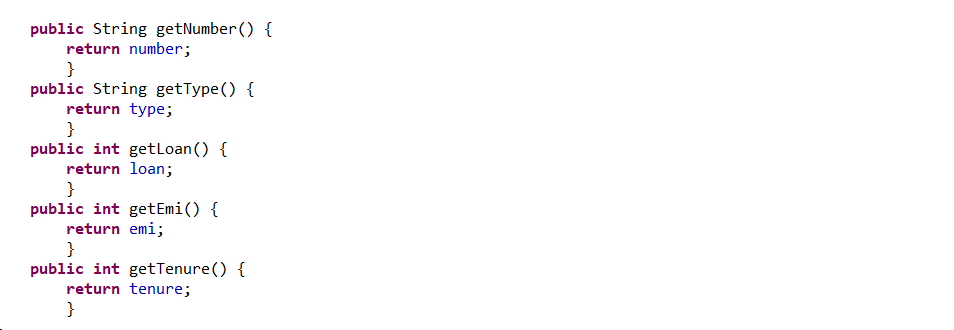 public String getNumber() {
    return number;
    }
public String getType() {
    return type;
    }
public int getLoan() {
    return loan;
    }
public int getEmi() {
    return emi;
    }
public int getTenure() {
    return tenure;
    }